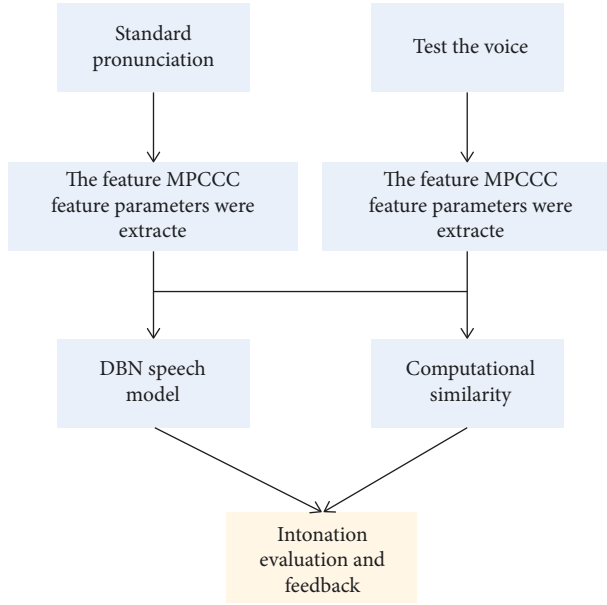 Standard
pronunciation
Test the voice
The feature MPCCC
feature parameters were
extracte
The feature MPCCC
feature parameters were
extracte
DBN speech
model
Computational
similarity
Intonation
evaluation and
feedback